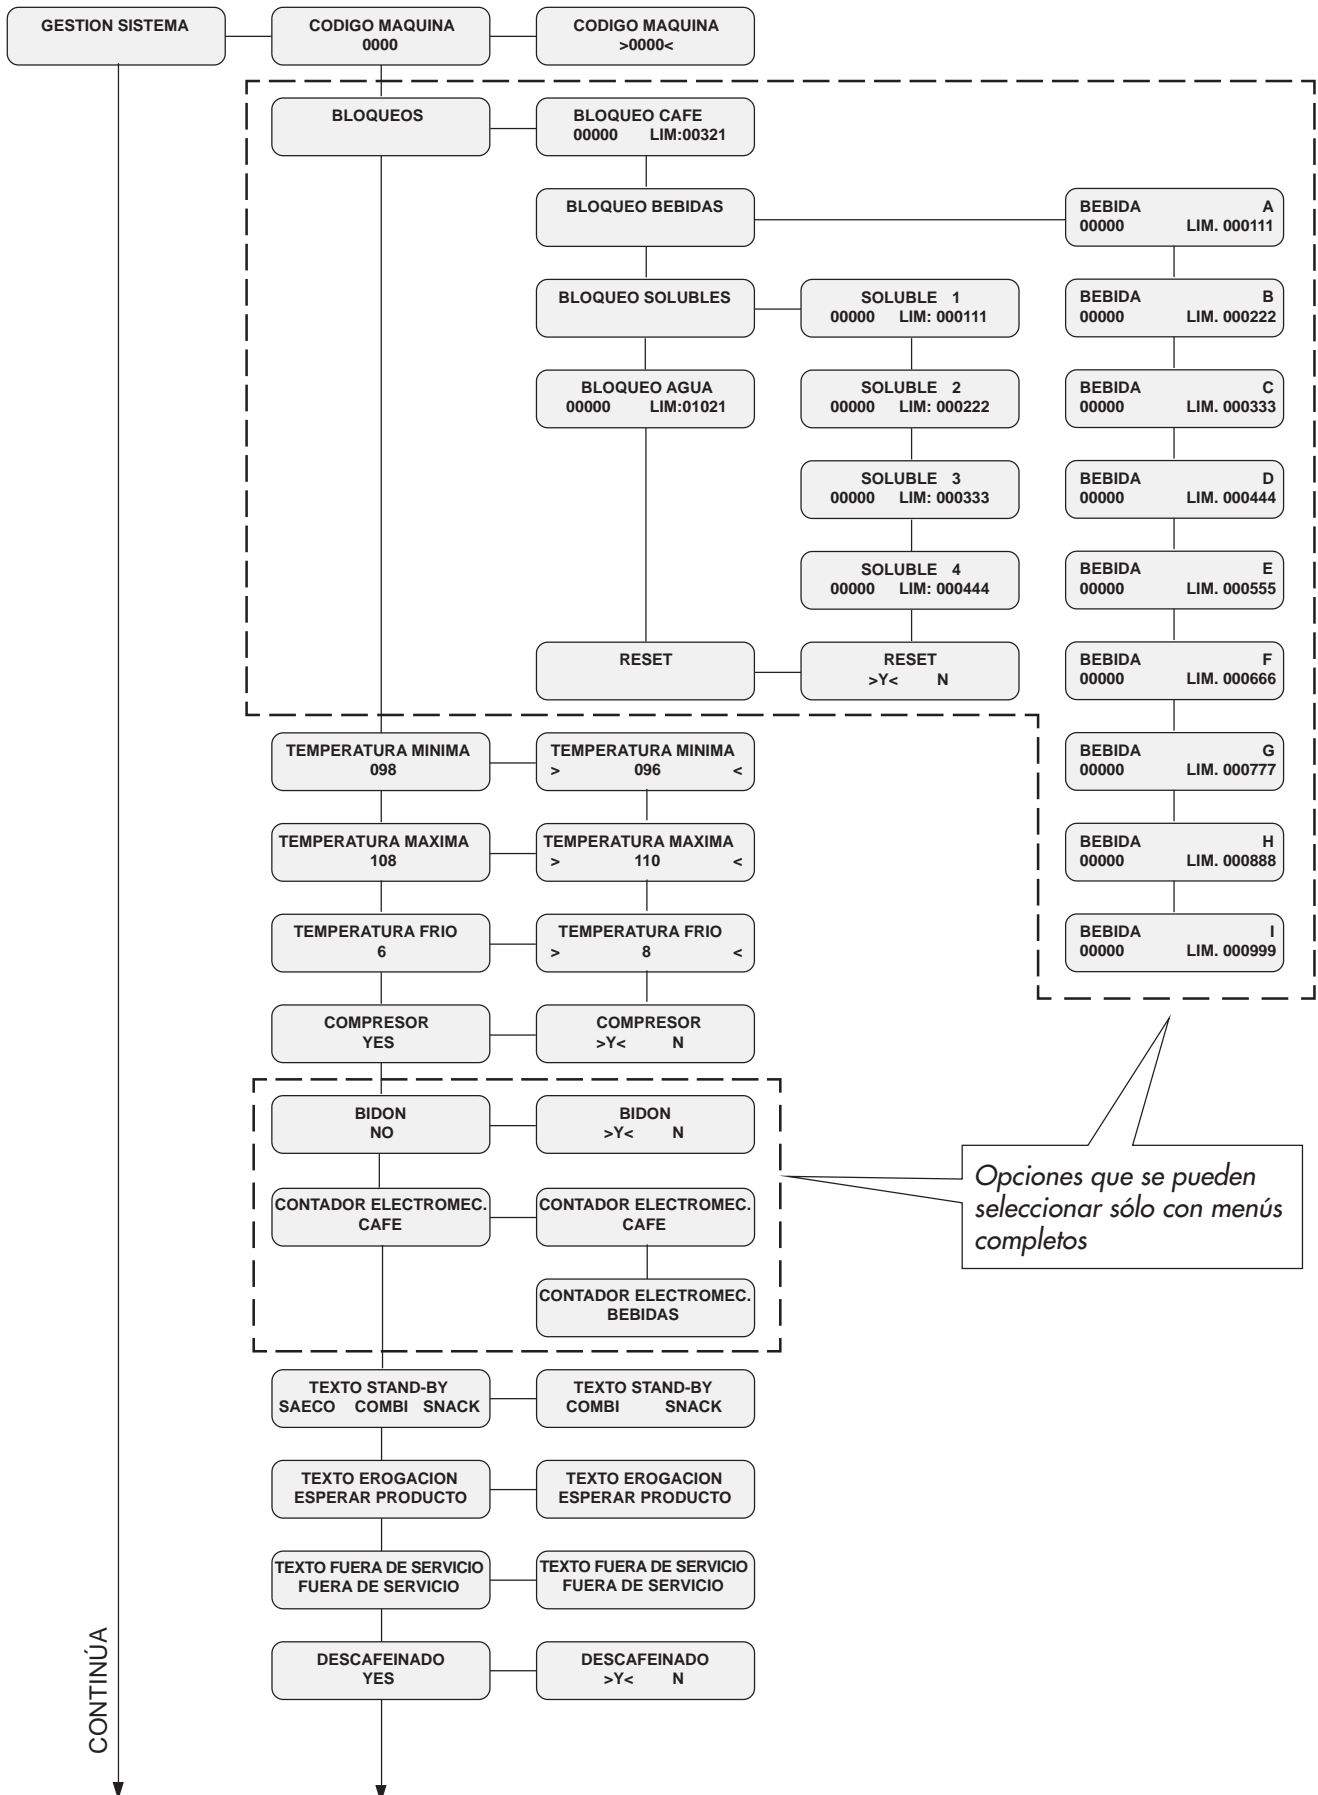 GESTION SISTEMA
CODIGO MAQUINA
0000
CODIGO MAQUINA
>0000<
BLOQUEOS
BLOQUEO CAFE
00000 LIM:00321
BLOQUEO BEBIDAS
BEBIDA A
00000 LIM. 000111
BLOQUEO SOLUBLES
SOLUBLE 1
00000 LIM: 000111
BEBIDA B
00000 LIM. 000222
BLOQUEO AGUA
00000 LIM:01021
SOLUBLE 2
00000 LIM: 000222
BEBIDA C
00000 LIM. 000333
SOLUBLE 3
00000 LIM: 000333
BEBIDA D
00000 LIM. 000444
SOLUBLE 4
00000 LIM: 000444
BEBIDA E
00000 LIM. 000555
RESET
RESET
>Y< N
BEBIDA F
00000 LIM. 000666
TEMPERATURA MINIMA
098
TEMPERATURA MINIMA
> 096 <
BEBIDA G
00000 LIM. 000777
TEMPERATURA MAXIMA
108
TEMPERATURA MAXIMA
> 110 <
BEBIDA H
00000 LIM. 000888
TEMPERATURA FRIO
6
TEMPERATURA FRIO
> 8 <
BEBIDA I
00000 LIM. 000999
COMPRESOR
YES
COMPRESOR
>Y< N
BIDON
NO
BIDON
>Y< N
Opciones que se pueden
seleccionar sólo con menús
completos
CONTADOR ELECTROMEC.
CAFE
CONTADOR ELECTROMEC.
CAFE
CONTADOR ELECTROMEC.
BEBIDAS
TEXTO STAND-BY
SAECO COMBI SNACK
TEXTO STAND-BY
COMBI SNACK
TEXTO EROGACION
ESPERAR PRODUCTO
TEXTO EROGACION
ESPERAR PRODUCTO
TEXTO FUERA DE SERVICIO
FUERA DE SERVICIO
TEXTO FUERA DE SERVICIO
FUERA DE SERVICIO
DESCAFEINADO
YES
DESCAFEINADO
>Y< N
CONTINÚA